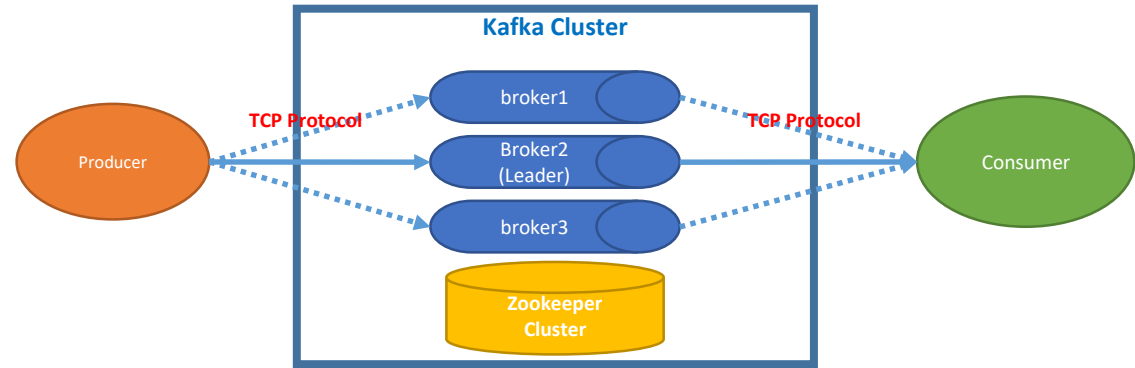 Kafka Cluster
broker1
TCP Protocol
TCP Protocol
Producer
Broker2
(Leader)
Consumer
broker3
Zookeeper
Cluster